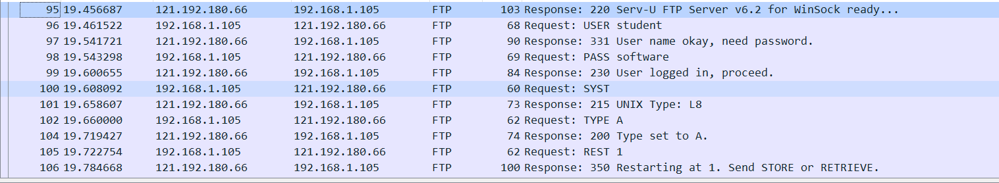 95 19.456687 121.192.180.66 192.168.1.105 FTP 103 Response: 220 Serv-U FTP Server v6.2 for WinSock ready...
96 19.461522 192.168.1.105 121.192.180.66 FTP 68 Request: USER student
97 19.541721 121.192.180.66 192.168.1.105 FTP 90 Response: 331 User name okay, need password.
98 19.543298 192.168.1.105 121.192.180.66 FTP 69 Request: PASS software
99 19.600655 121.192.180.66 192.168.1.105 FTP 84 Response: 230 User logged in, proceed.
100 19.608092 192.168.1.105 121.192.180.66 FTP 60 Request: SYST
101 19.658607 121.192.180.66 192.168.1.105 FTP 73 Response: 215 UNIX Type: L8
102 19.660000 192.168.1.105 121.192.180.66 FTP 62 Request: TYPE A
104 19.719427 121.192.180.66 192.168.1.105 FTP 74 Response: 200 Type set to A.
105 19.722754 192.168.1.105 121.192.180.66 FTP 62 Request: REST 1
106 19.784668 121.192.180.66 192.168.1.105 FTP 100 Response: 350 Restarting at 1. Send STORE or RETRIEVE.